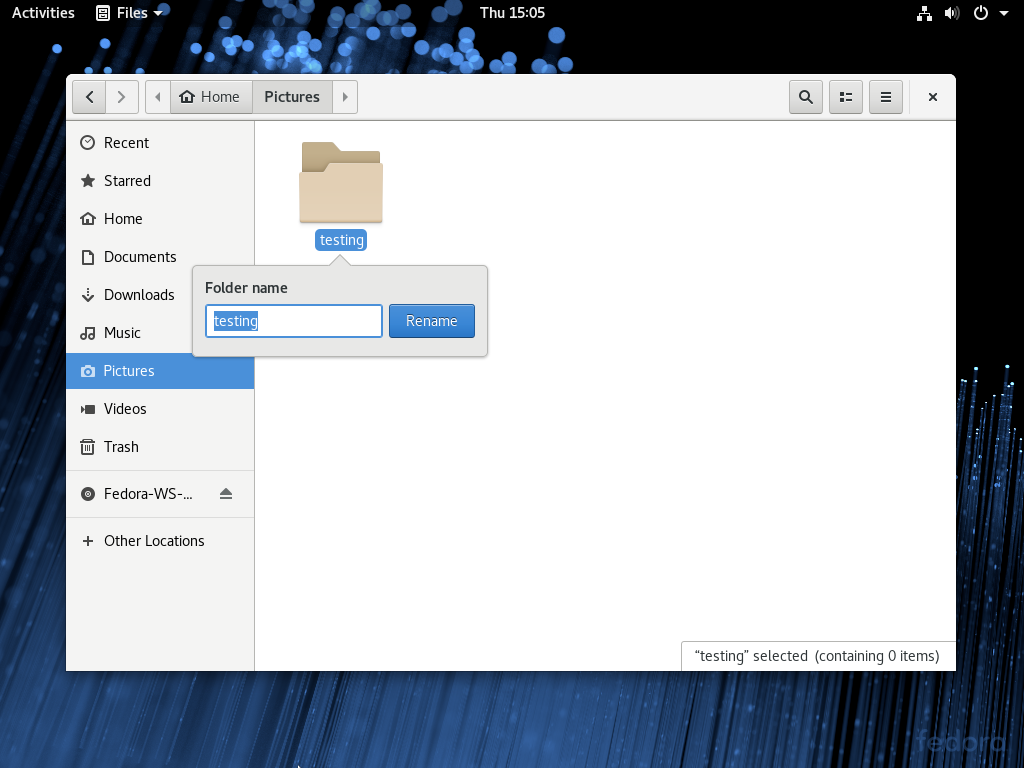 Activities Files Thu 15:05
Home Pictures
Recent
Starred
Home
Documents
Downloads
Music
Pictures
Videos
Trash
Fedora-WS-...
Other Locations
testing
Folder name
testing Rename
“testing” selected (containing 0 items)
fedora